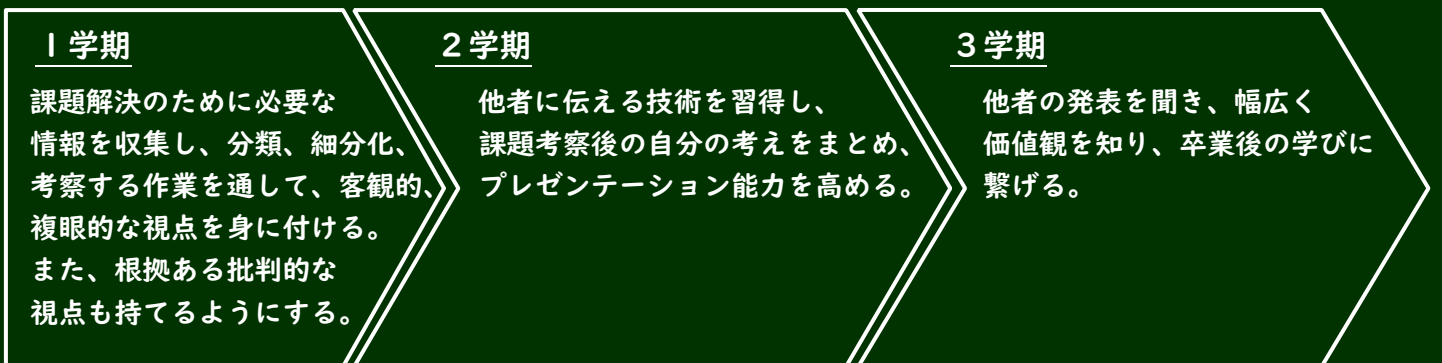 1学期
課題解決のために必要な
情報を収集し、分類、細分化、
考察する作業を通して、客観的、
複眼的な視点を身に付ける。
また、根拠ある批判的な
視点も持てるようにする。
2学期
他者に伝える技術を習得し、
課題考察後の自分の考えをまとめ、
プレゼンテーション能力を高める。
3学期
他者の発表を聞き、幅広く
価値観を知り、卒業後の学びに
繋げる。